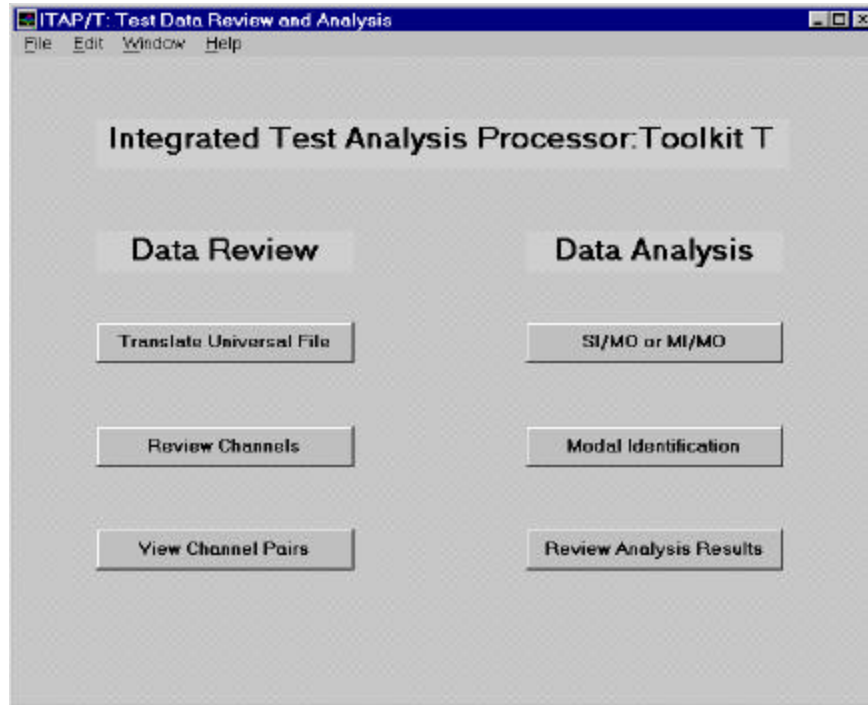 ITAP/T: Test Data Review and Analysis
File Edit Window Help
Integrated Test Analysis Processor:Toolkit T
Data Review
Data Analysis
Translate Universal File
SI/MO or MI/MO
Review Channels
Modal Identification
View Channel Pairs
Review Analysis Results